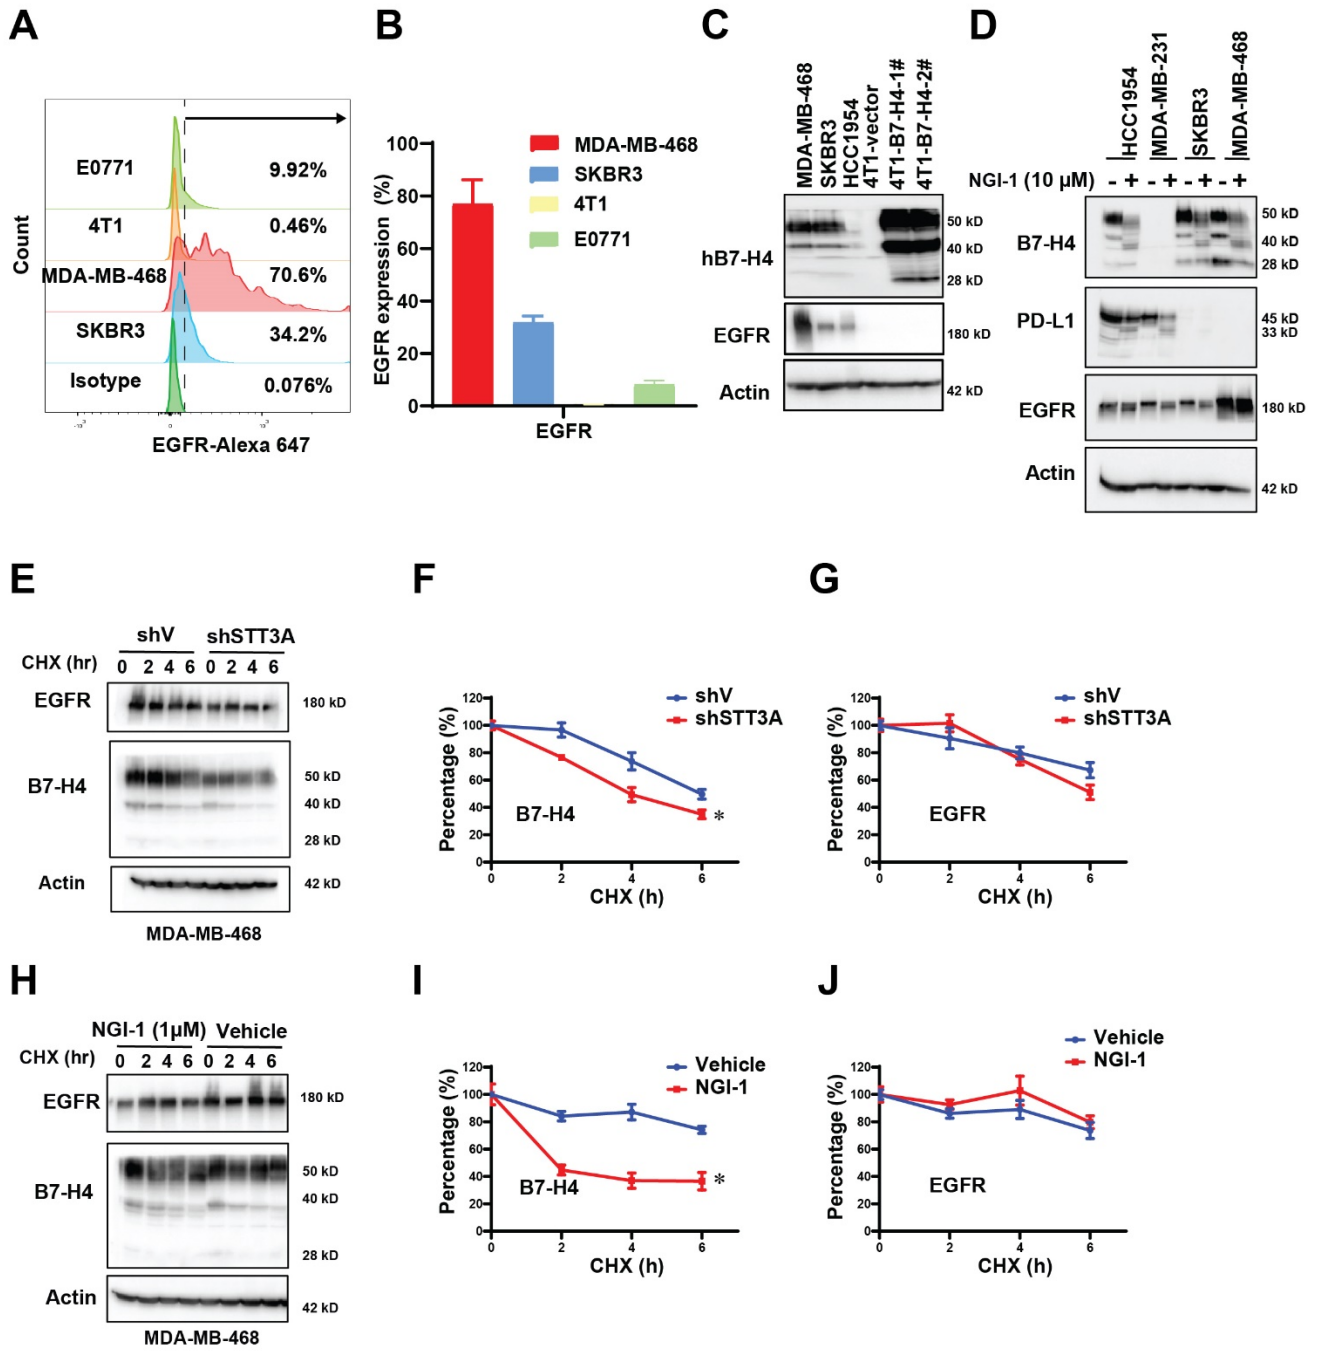 A
E0771 9.92%
4T1 0.46%
MDA-MB-468 70.6%
SKBR3 34.2%
Isotype 0.076%
Count
0
EGFR-Alexa 647
B
EGFR expression (%)
100
80
60
40
20
0
MDA-MB-468
SKBR3
4T1
E0771
EGFR
C
MDA-MB-468
SKBR3
HCC1954
4T1-vector
4T1-B7-H4-1#
4T1-B7-H4-2#
hB7-H4
50 kD
40 kD
28 kD
EGFR
180 kD
Actin
42 kD
D
HCC1954
MDA-MB-231
SKBR3
MDA-MB-468
NGI-1 (10 µM) - + - + - + - +
B7-H4
50 kD
40 kD
28 kD
PD-L1
45 kD
33 kD
EGFR
180 kD
Actin
42 kD
E
shV shSTT3A
CHX (hr) 0 2 4 6 0 2 4 6
EGFR
180 kD
B7-H4
50 kD
40 kD
28 kD
Actin
42 kD
MDA-MB-468
F
Percentage (%)
120
100
80
60
40
20
0
shV
shSTT3A
B7-H4
*
0 2 4 6
CHX (h)
G
Percentage (%)
120
100
80
60
40
20
0
shV
shSTT3A
EGFR
0 2 4 6
CHX (h)
H
NGI-1 (1µM) Vehicle
CHX (hr) 0 2 4 6 0 2 4 6
EGFR
180 kD
B7-H4
50 kD
40 kD
28 kD
Actin
42 kD
MDA-MB-468
I
Percentage (%)
120
100
80
60
40
20
0
Vehicle
NGI-1
B7-H4
*
0 2 4 6
CHX (h)
J
Percentage (%)
120
100
80
60
40
20
0
Vehicle
NGI-1
EGFR
0 2 4 6
CHX (h)